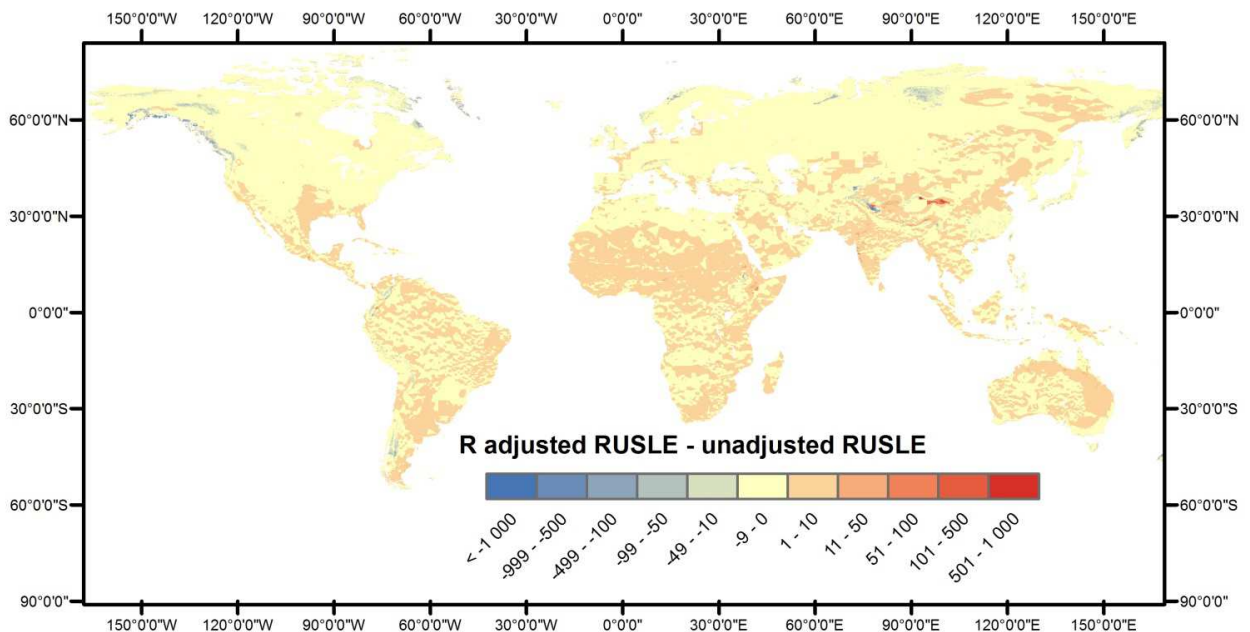 150°0'0"W 120°0'0"W 90°0'0"W 60°0'0"W 30°0'0"W 0°0'0" 30°0'0"E 60°0'0"E 90°0'0"E 120°0'0"E 150°0'0"E
60°0'0"N 60°0'0"N
30°0'0"N 30°0'0"N
0°0'0" 0°0'0"
30°0'0"S 30°0'0"S
R adjusted RUSLE - unadjusted RUSLE
60°0'0"S 60°0'0"S
< -1 000 -999 - -500 -499 - -100 -99 - -50 -49 - -10 -9 - 0 1 - 10 11 - 50 51 - 100 101 - 500 501 - 1 000
90°0'0" 90°0'0"
150°0'0"W 120°0'0"W 90°0'0"W 60°0'0"W 30°0'0"W 0°0'0" 30°0'0"E 60°0'0"E 90°0'0"E 120°0'0"E 150°0'0"E